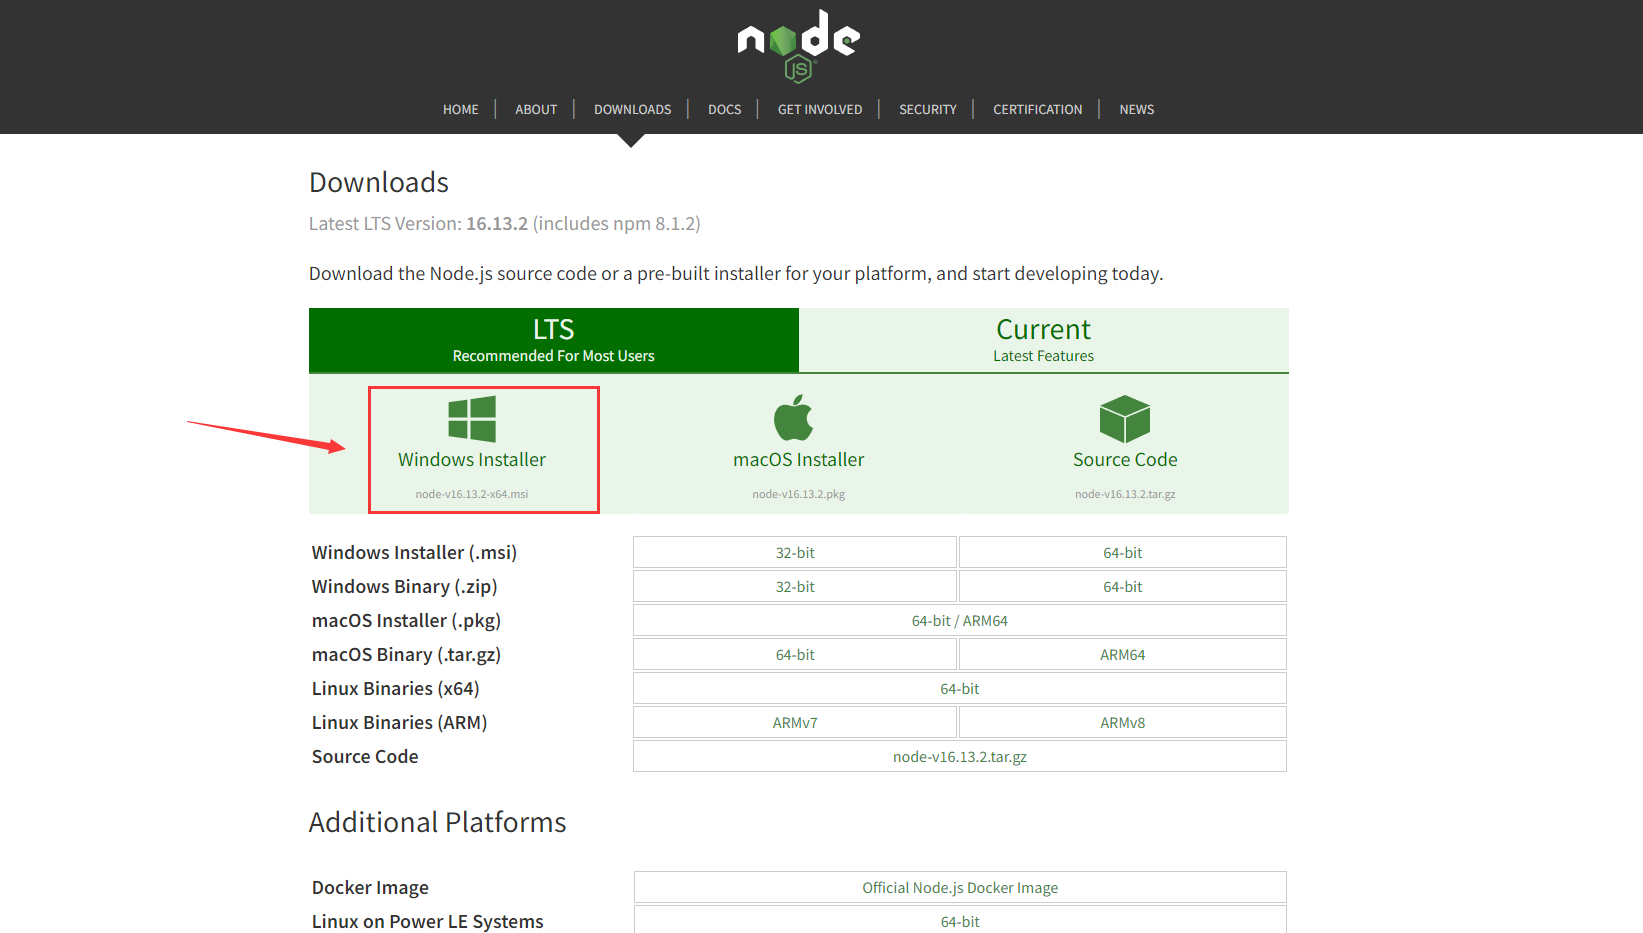 node
JS
HOME ABOUT DOWNLOADS DOCS GET INVOLVED SECURITY CERTIFICATION NEWS
Downloads
Latest LTS Version: 16.13.2 (includes npm 8.1.2)
Download the Node.js source code or a pre-built installer for your platform, and start developing today.
LTS
Recommended For Most Users
Current
Latest Features
Windows Installer
node-v16.13.2-x64.msi
macOS Installer
node-v16.13.2.pkg
Source Code
node-v16.13.2.tar.gz
Windows Installer (.msi) 32-bit 64-bit
Windows Binary (.zip) 32-bit 64-bit
macOS Installer (.pkg) 64-bit / ARM64
macOS Binary (.tar.gz) 64-bit ARM64
Linux Binaries (x64) 64-bit
Linux Binaries (ARM) ARMv7 ARMv8
Source Code node-v16.13.2.tar.gz
Additional Platforms
Docker Image Official Node.js Docker Image
Linux on Power LE Systems 64-bit